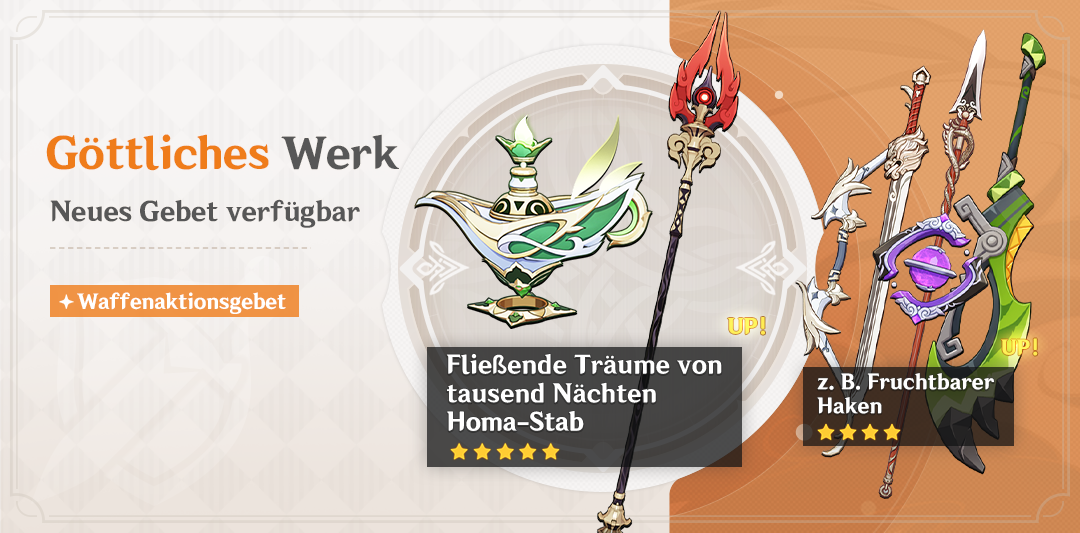 Göttliches Werk
Neues Gebet verfügbar
Waffenaktionsgebet
UP!
Fließende Träume von
tausend Nächten
Homa-Stab
UP!
z. B. Fruchtbarer
Haken